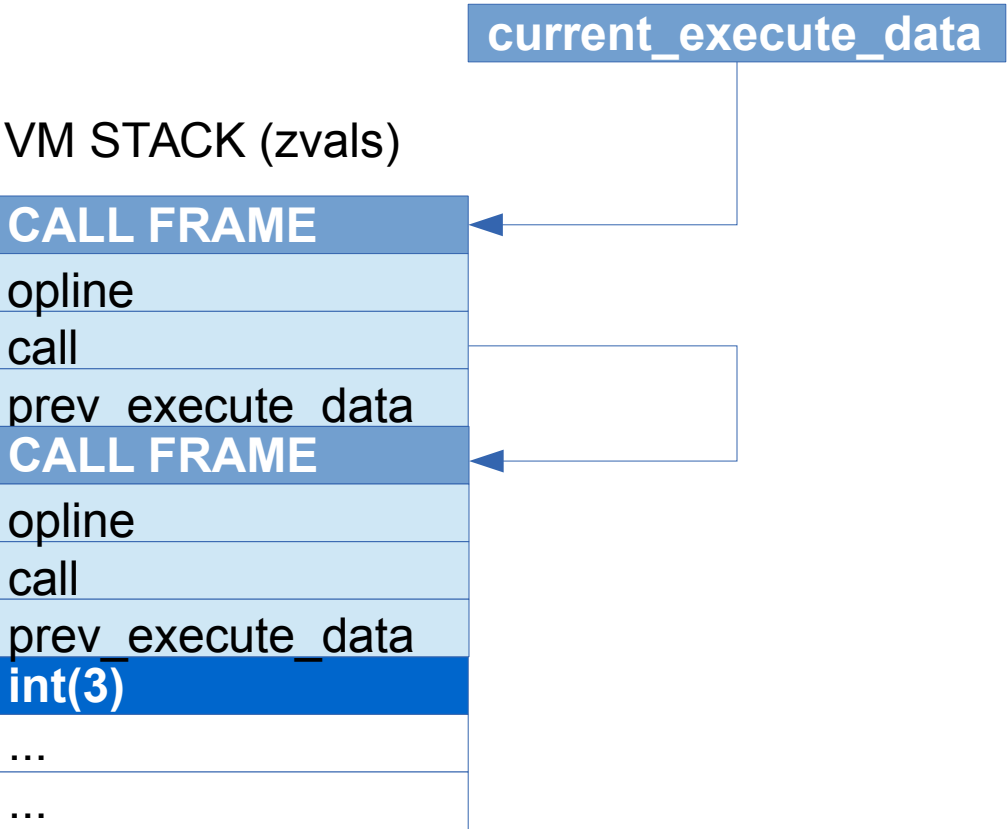 current_execute_data
VM STACK (zvals)
CALL FRAME
opline
call
prev_execute_data
CALL FRAME
opline
call
prev_execute_data
int(3)
...
...